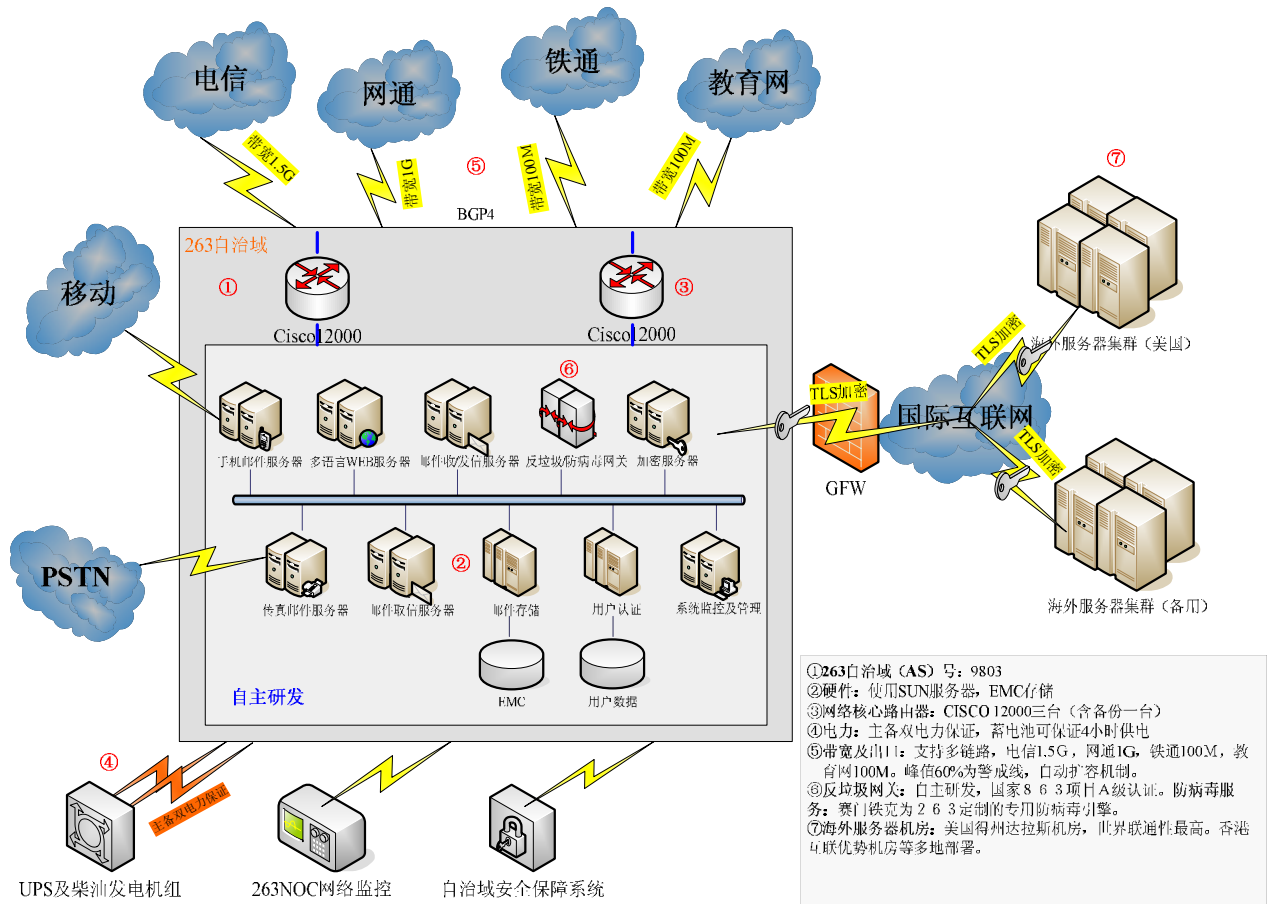 电信
网通
铁通
教育网
带宽1.5G
带宽1G
带宽100M
带宽100M
⑤
⑦
BGP4
263自治域
①
③
移动
Cisco12000
Cisco12000
海外服务器集群（美国）
TLS加密
⑥
TLS加密
国际互联网
TLS加密
手机邮件服务器
多语言WEB服务器
邮件收/发信服务器
反垃圾/防病毒网关
加密服务器
GFW
PSTN
②
传真邮件服务器
邮件取信服务器
邮件存储
用户认证
系统监控及管理
海外服务器集群（备用）
自主研发
EMC
用户数据
①263自治域（AS）号：9803
②硬件：使用SUN服务器，EMC存储
③网络核心路由器：CISCO 12000三台（含备份一台）
④电力：主备双电力保证，蓄电池可保证4小时供电
⑤带宽及出口：支持多链路，电信1.5G，网通1G，铁通100M，教
育网100M。峰值60%为警戒线，自动扩容机制。
⑥反垃圾网关：自主研发，国家８６３项目A级认证。防病毒服
务：赛门铁克为２６３定制的专用防病毒引擎。
⑦海外服务器机房：美国得州达拉斯机房，世界联通性最高。香港
互联优势机房等多地部署。
④
主备双电力保证
UPS及柴油发电机组
263NOC网络监控
自治域安全保障系统